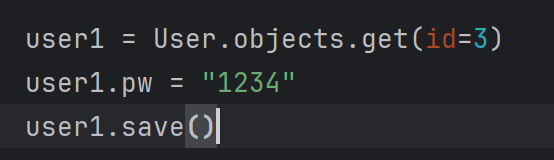 user1 = User.objects.get(id=3)
user1.pw = "1234"
user1.save()